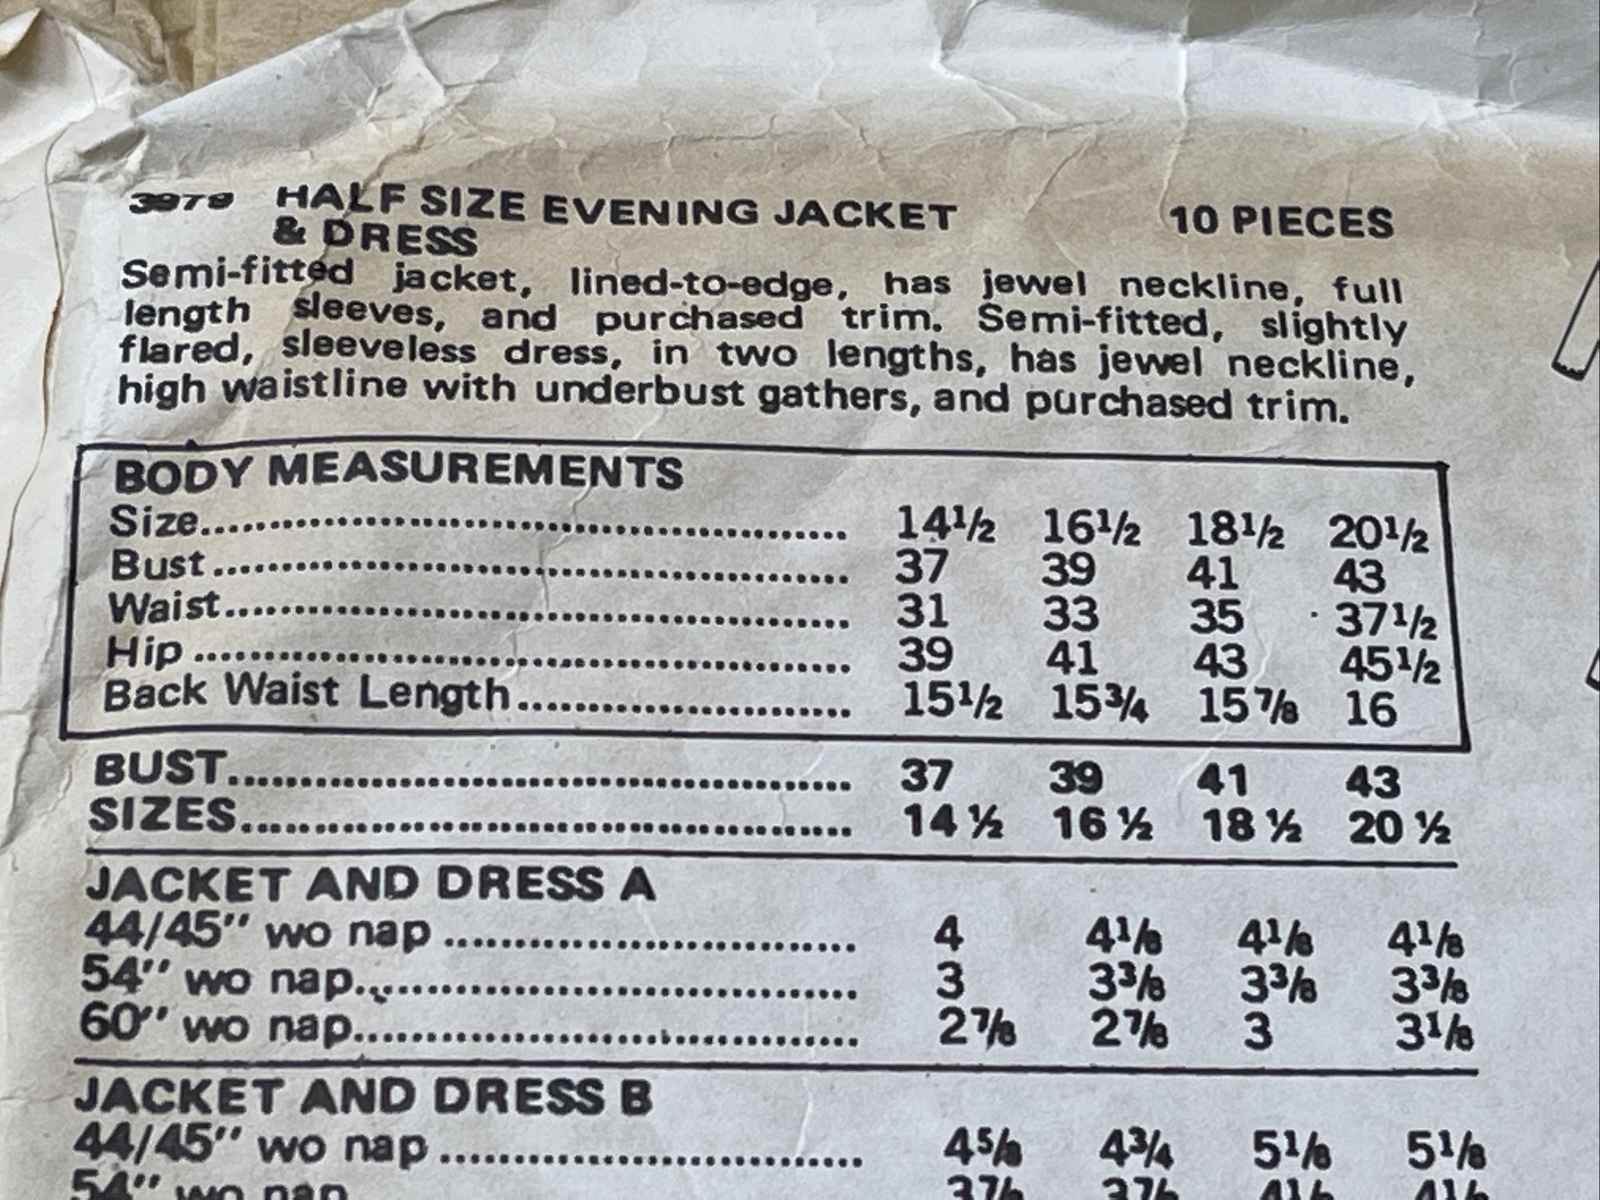 3979 HALF SIZE EVENING JACKET 10 PIECES
& DRESS
Semi-fitted jacket, lined-to-edge, has jewel neckline, full
length sleeves, and purchased trim. Semi-fitted, slightly
flared, sleeveless dress, in two lengths, has jewel neckline,
high waistline with underbust gathers, and purchased trim.
BODY MEASUREMENTS
Size.......... 14½ 16½ 18½ 20½
Bust.......... 37 39 41 43
Waist.......... 31 33 35 37½
Hip.......... 39 41 43 45½
Back Waist Length.......... 15½ 15¾ 15⅞ 16
BUST.......... 37 39 41 43
SIZES.......... 14 ½ 16 ½ 18 ½ 20 ½
JACKET AND DRESS A
44/45″ wo nap.......... 4 4⅛ 4⅛ 4⅛
54″ wo nap.......... 3 3⅜ 3⅜ 3⅜
60″ wo nap.......... 2⅞ 2⅞ 3 3⅛
JACKET AND DRESS B
44/45″ wo nap.......... 4⅝ 4¾ 5⅛ 5⅛
54″ wo nap